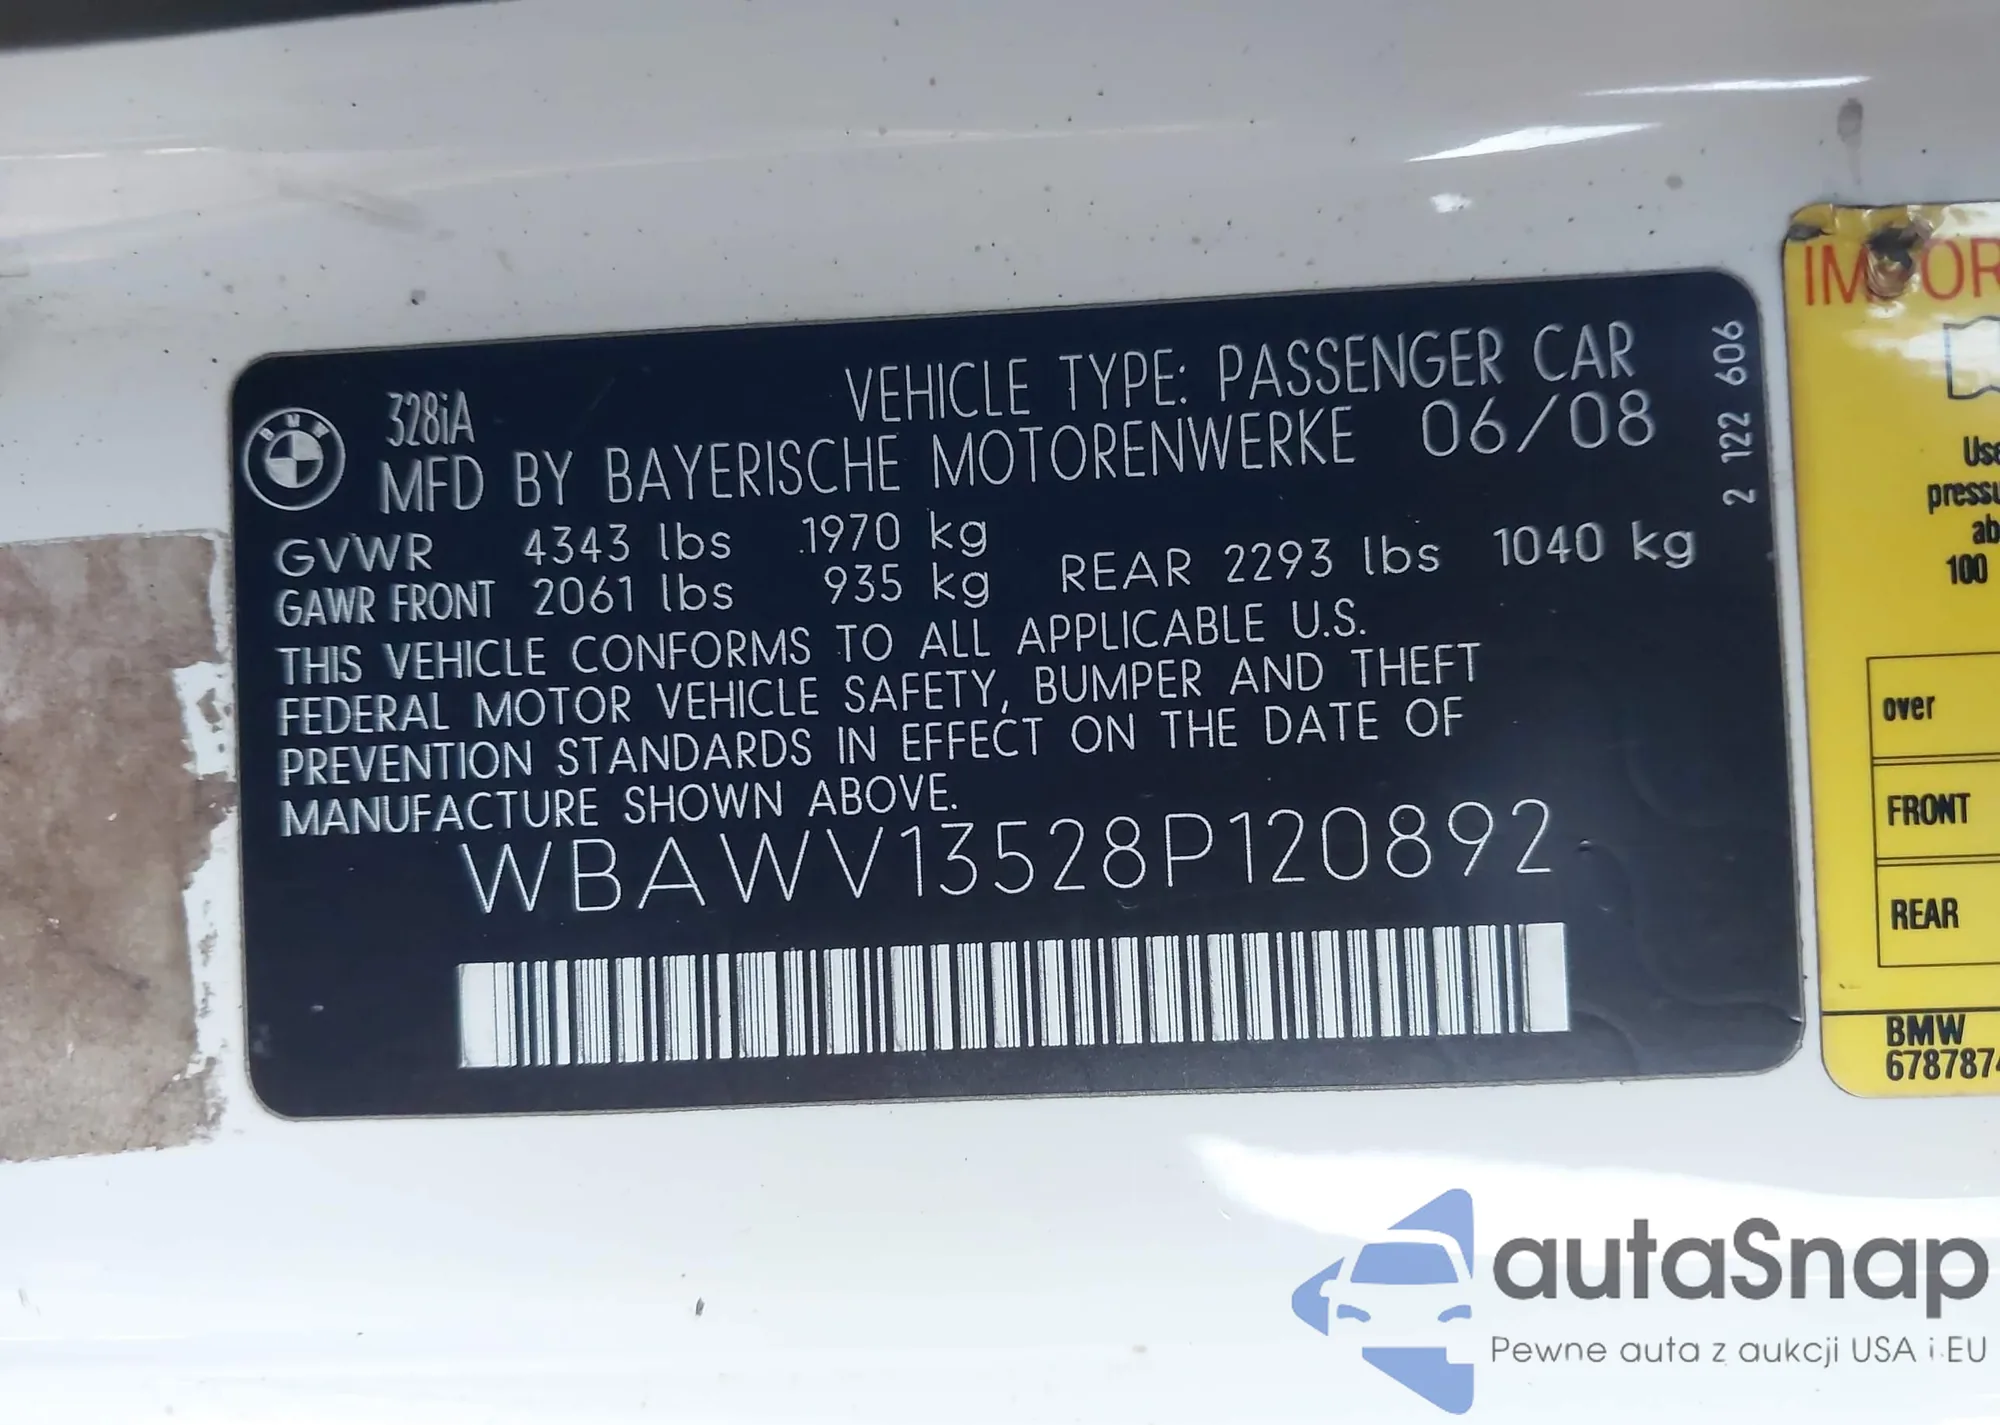 328iA
VEHICLE TYPE: PASSENGER CAR
MFD BY BAYERISCHE MOTORENWERKE 06/08
GVWR 4343 lbs 1970 kg
GAWR FRONT 2061 lbs 935 kg REAR 2293 lbs 1040 kg
THIS VEHICLE CONFORMS TO ALL APPLICABLE U.S.
FEDERAL MOTOR VEHICLE SAFETY, BUMPER AND THEFT
PREVENTION STANDARDS IN EFFECT ON THE DATE OF
MANUFACTURE SHOWN ABOVE.
WBAWV13528P120892
2 122 606
BMW
Use
100
over
FRONT
REAR
BMW
autaSnap
Pewne auta z aukcji USA i EU